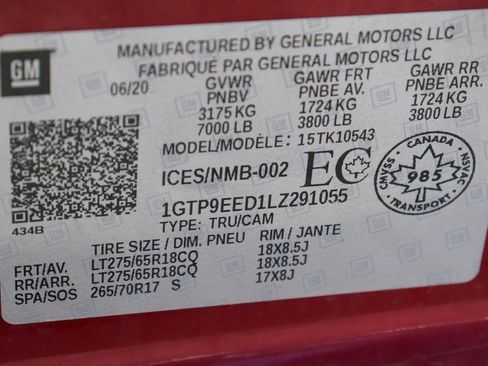 GM
MANUFACTURED BY GENERAL MOTORS LLC
FABRIQUÉ PAR GENERAL MOTORS LLC
06/20 GVWR GAWR FRT GAWR RR
PNBV PNBE AV. PNBE ARR.
3175 KG 1724 KG 1724 KG
7000 LB 3800 LB 3800 LB
MODEL/MODÈLE: 15TK10543
ICES/NMB-002 EC
CANADA
985
NSVAC
SSANC
1GTP9EED1LZ291055
434B
TYPE: TRU/CAM
TIRE SIZE / DIM. PNEU RIM / JANTE
FRT/AV. LT275/65R18CQ 18X8.5J
RR/ARR. LT275/65R18CQ 18X8.5J
SPA/SOS 265/70R17 S 17X8J